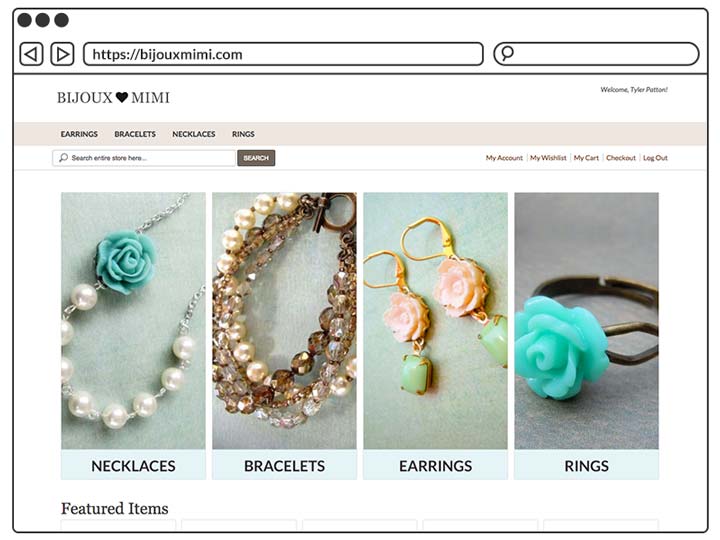 https://bijouxmimi.com
BIJOUX ♥ MIMI
Welcome, Tyler Patton!
EARRINGS BRACELETS NECKLACES RINGS
Search entire store here... SEARCH
My Account My Wishlist My Cart Checkout Log Out
NECKLACES BRACELETS EARRINGS RINGS
Featured Items